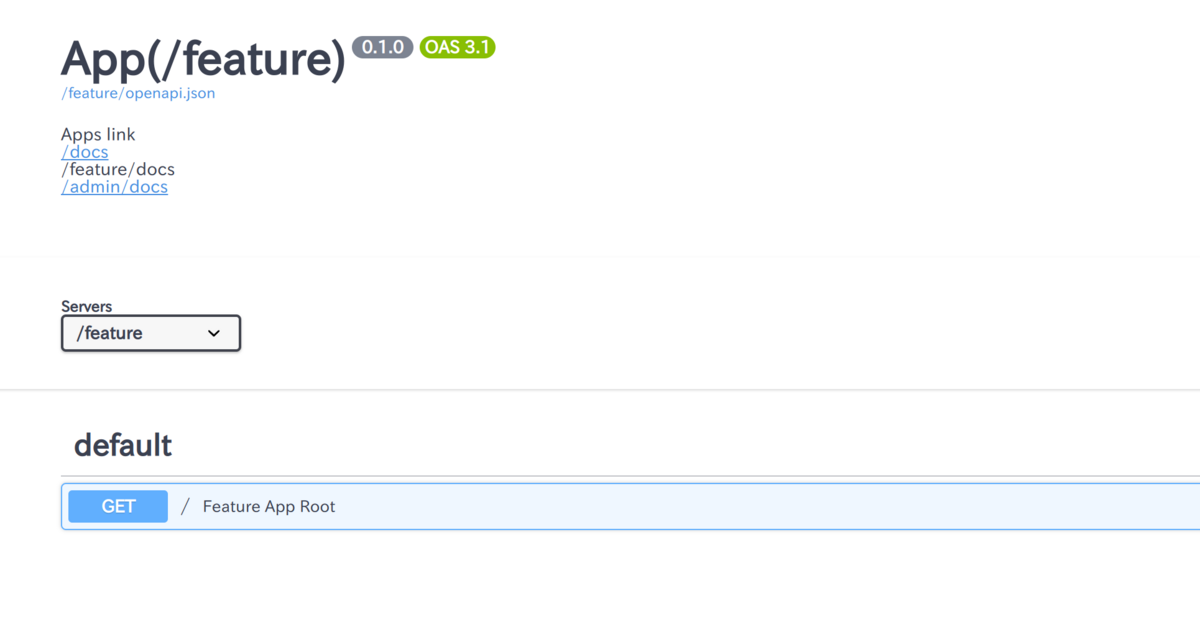 App(/feature) 0.1.0 OAS 3.1
/feature/openapi.json
Apps link
/docs
/feature/docs
/admin/docs
Servers
/feature
default
GET / Feature App Root